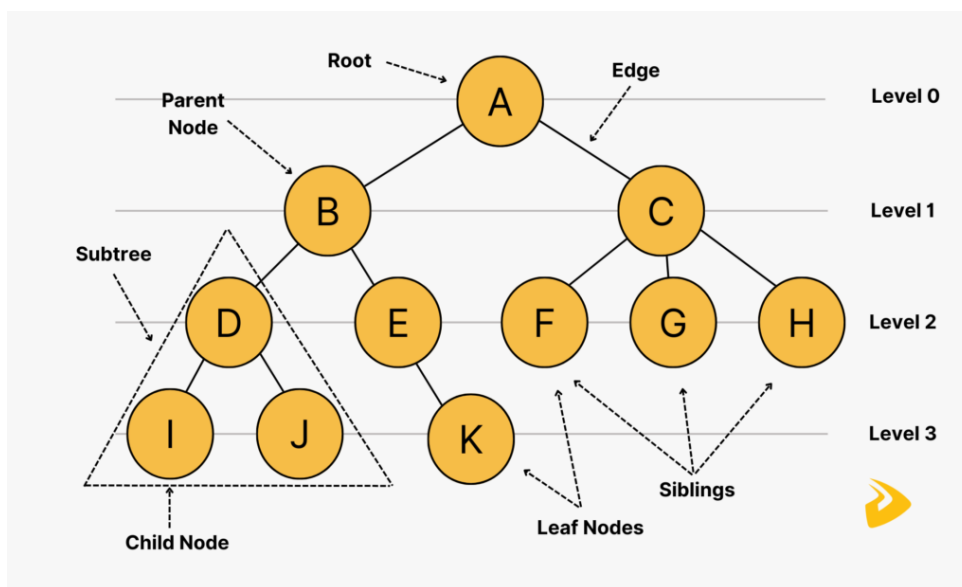 Root
Edge
A
Level 0
Parent
Node
B
C
Level 1
Subtree
D
E
F
G
H
Level 2
I
J
K
Level 3
Siblings
Leaf Nodes
Child Node